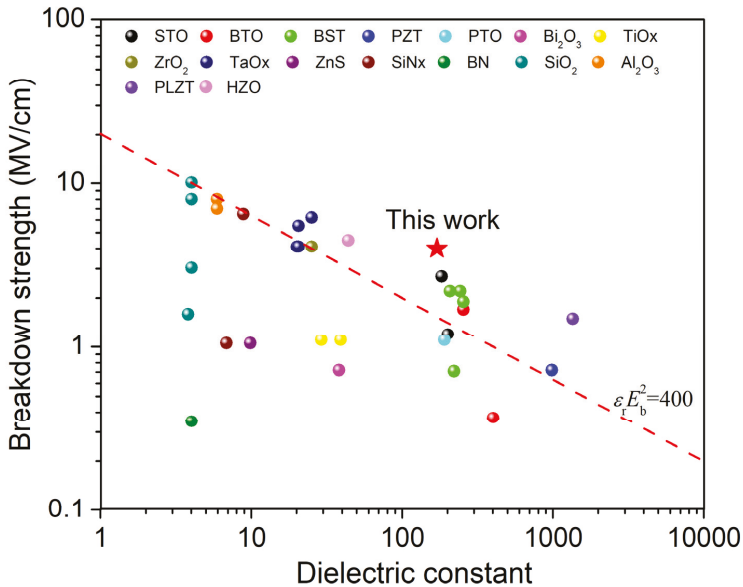 100
10
1
0.1
Breakdown strength (MV/cm)
STO BTO BST PZT PTO Bi₂O₃ TiOx
ZrO₂ TaOx ZnS SiNx BN SiO₂ Al₂O₃
PLZT HZO
This work
εᵣE_b²=400
1 10 100 1000 10000
Dielectric constant